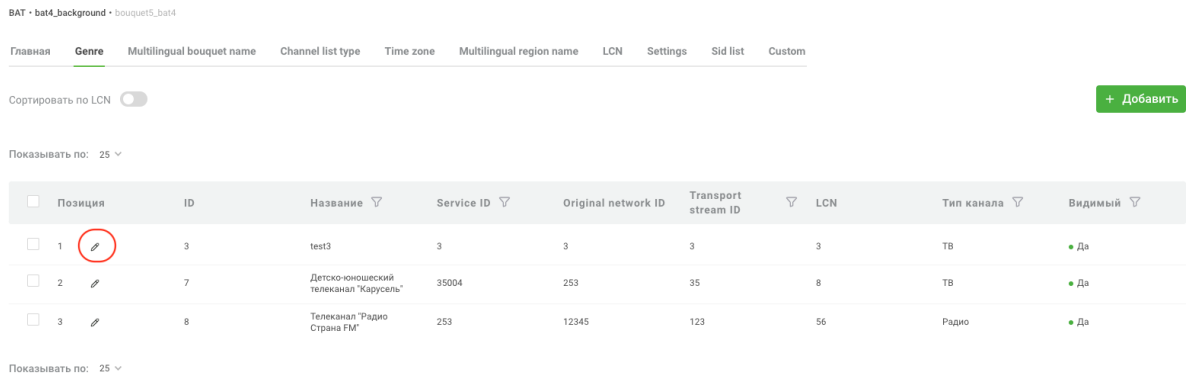 BAT • bat4_background • bouquet5_bat4
Главная Genre Multilingual bouquet name Channel list type Time zone Multilingual region name LCN Settings Sid list Custom
Сортировать по LCN
+ Добавить
Показывать по: 25
Позиция ID Название Service ID Original network ID Transport stream ID LCN Тип канала Видимый
1 3 test3 3 3 3 3 ТВ Да
2 7 Детско-юношеский телеканал "Карусель" 35004 253 35 8 ТВ Да
3 8 Телеканал "Радио Страна FM" 253 12345 123 56 Радио Да
Показывать по: 25